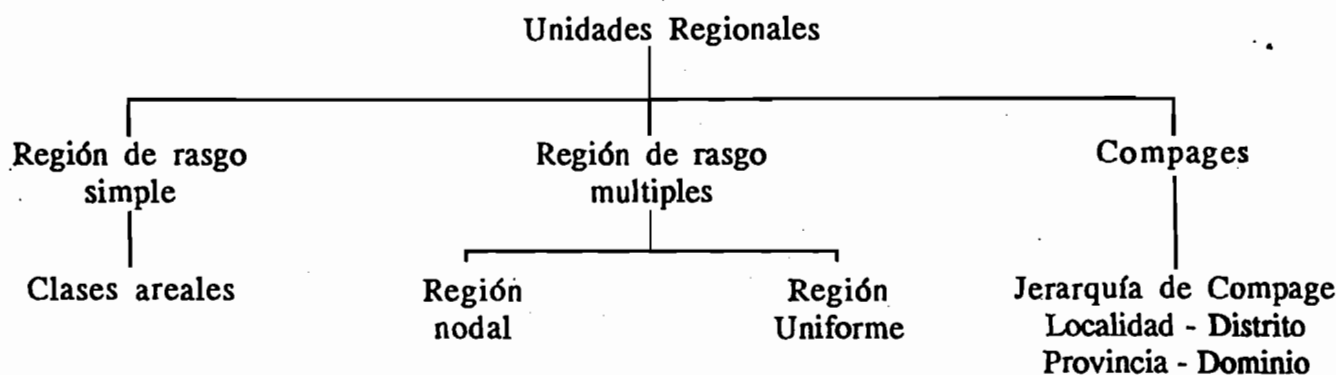 Unidades Regionales
Región de rasgo
simple
Región de rasgo
multiples
Compages
Clases areales
Región
nodal
Región
Uniforme
Jerarquía de Compage
Localidad - Distrito
Provincia - Dominio